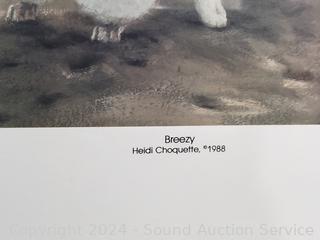 Breezy
Heidi Choquette, ©1988
Copyright 2024 - Sound Auction Service